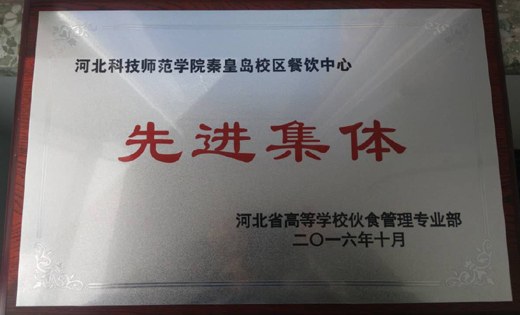 河北科技师范学院秦皇岛校区餐饮中心
先进集体
河北省高等学校伙食管理专业部
二〇一六年十月